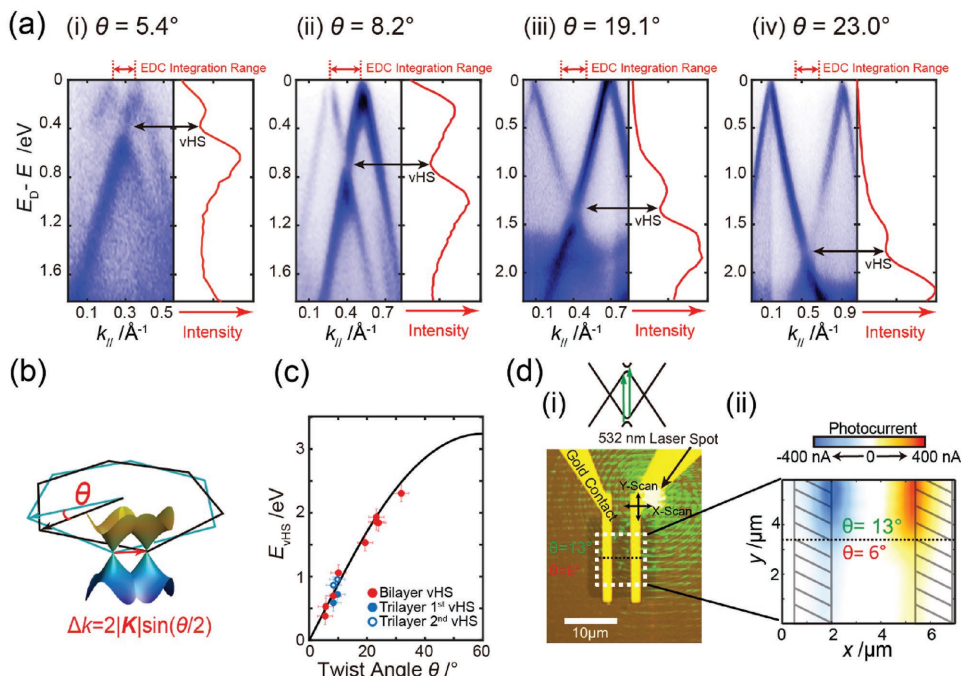 (a)
(i) θ = 5.4°
(ii) θ = 8.2°
(iii) θ = 19.1°
(iv) θ = 23.0°
EDC Integration Range
EDC Integration Range
EDC Integration Range
EDC Integration Range
E_D - E /eV
0
0.4
0.8
1.2
1.6
vHS
0.1 0.3 0.5
k_// /Å⁻¹
Intensity
0
0.4
0.8
1.2
1.6
vHS
0.1 0.4 0.7
k_// /Å⁻¹
Intensity
0
0.5
1.0
1.5
2.0
vHS
0.1 0.4 0.7
k_// /Å⁻¹
Intensity
0
0.5
1.0
1.5
2.0
vHS
0.1 0.5 0.9
k_// /Å⁻¹
Intensity
(b)
θ
Δk=2|K|sin(θ/2)
(c)
E_vHS /eV
3
2
1
0
0 20 40 60
Bilayer vHS
Trilayer 1st vHS
Trilayer 2nd vHS
Twist Angle θ /°
(d)
(i)
532 nm Laser Spot
Gold Contact
Y-Scan
X-Scan
θ=13°
θ=6°
10μm
(ii)
Photocurrent
-400 nA 0 400 nA
y /μm
4
2
0
θ= 13°
θ= 6°
0 2 4 6
x /μm